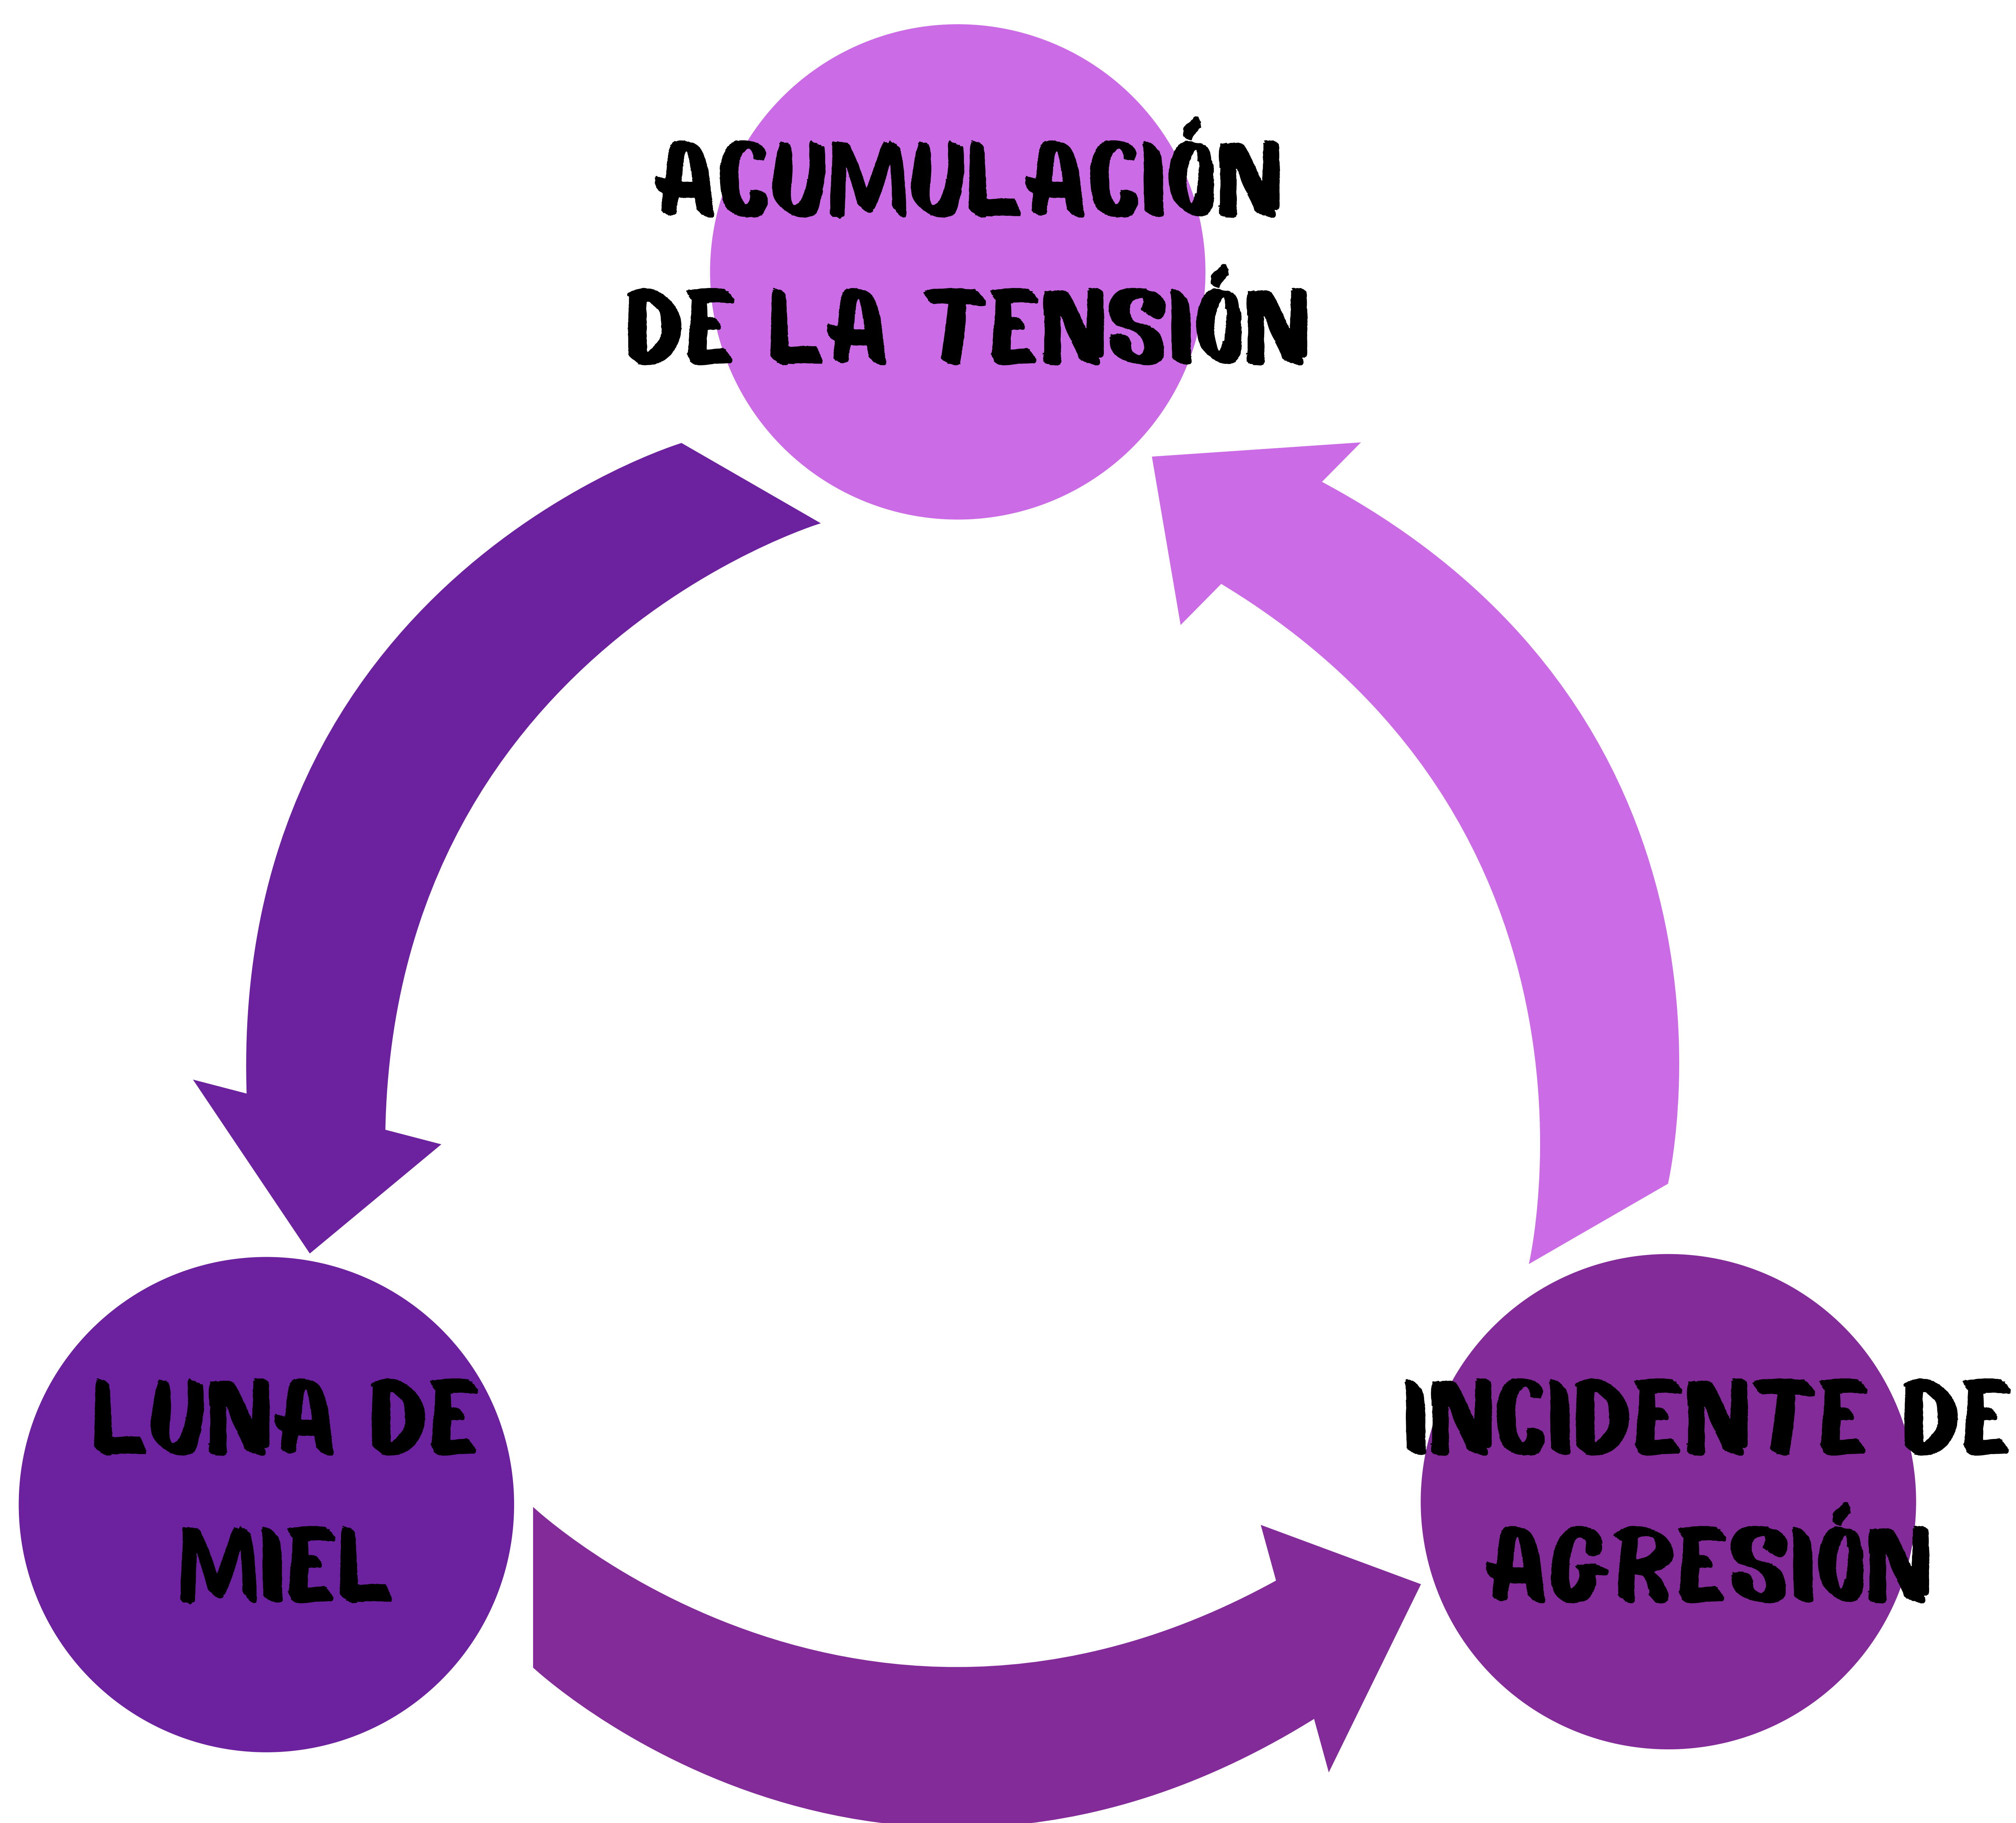 ACUMULACIÓN
DE LA TENSIÓN
LUNA DE
MIEL
INCIDENTE DE
AGRESIÓN